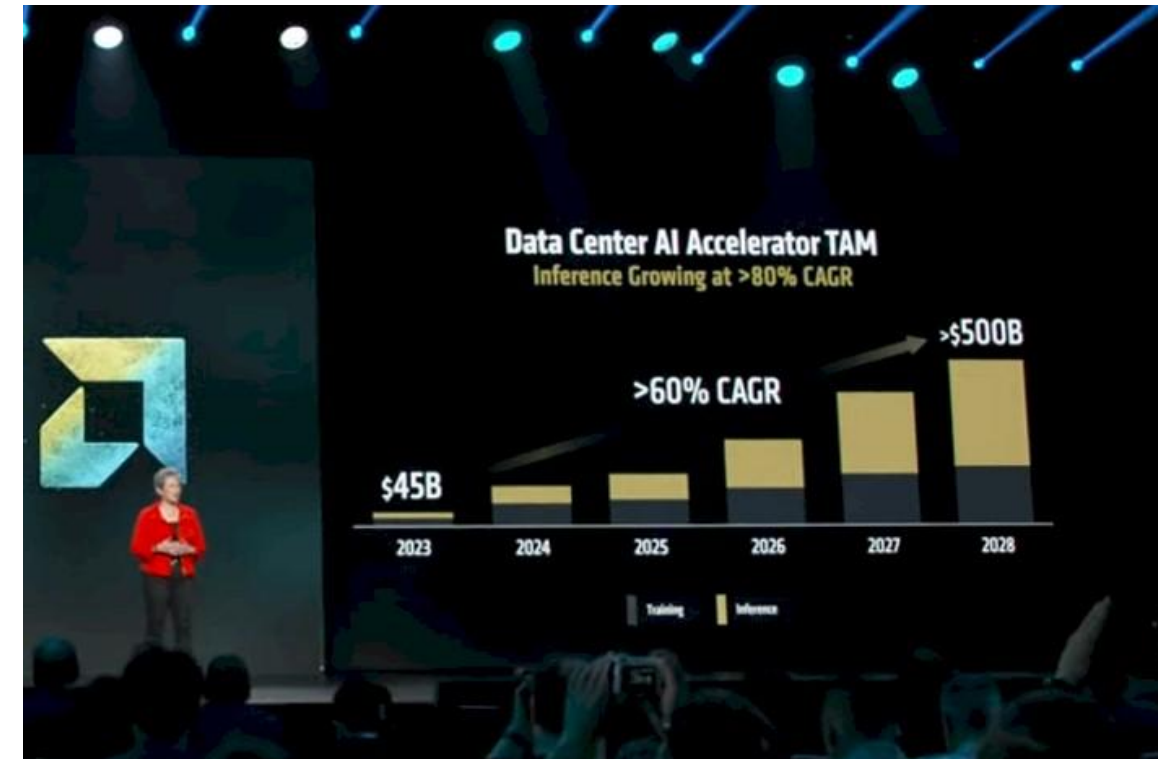 Data Center AI Accelerator TAM
Inference Growing at >80% CAGR
>$500B
>60% CAGR
$45B
2023 2024 2025 2026 2027 2028
Training Inference